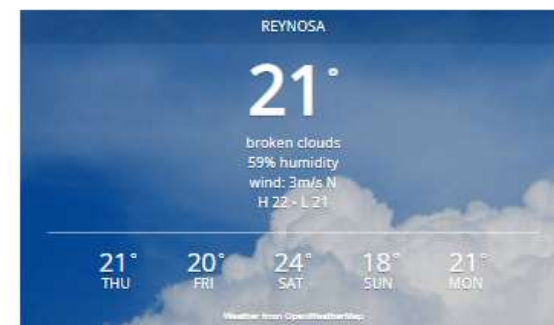 REYNOSA
21°
broken clouds
59% humidity
wind: 3m/s N
H 22 • L 21
21° 20° 24° 18° 21°
THU FRI SAT SUN MON
Weather from OpenWeatherMap